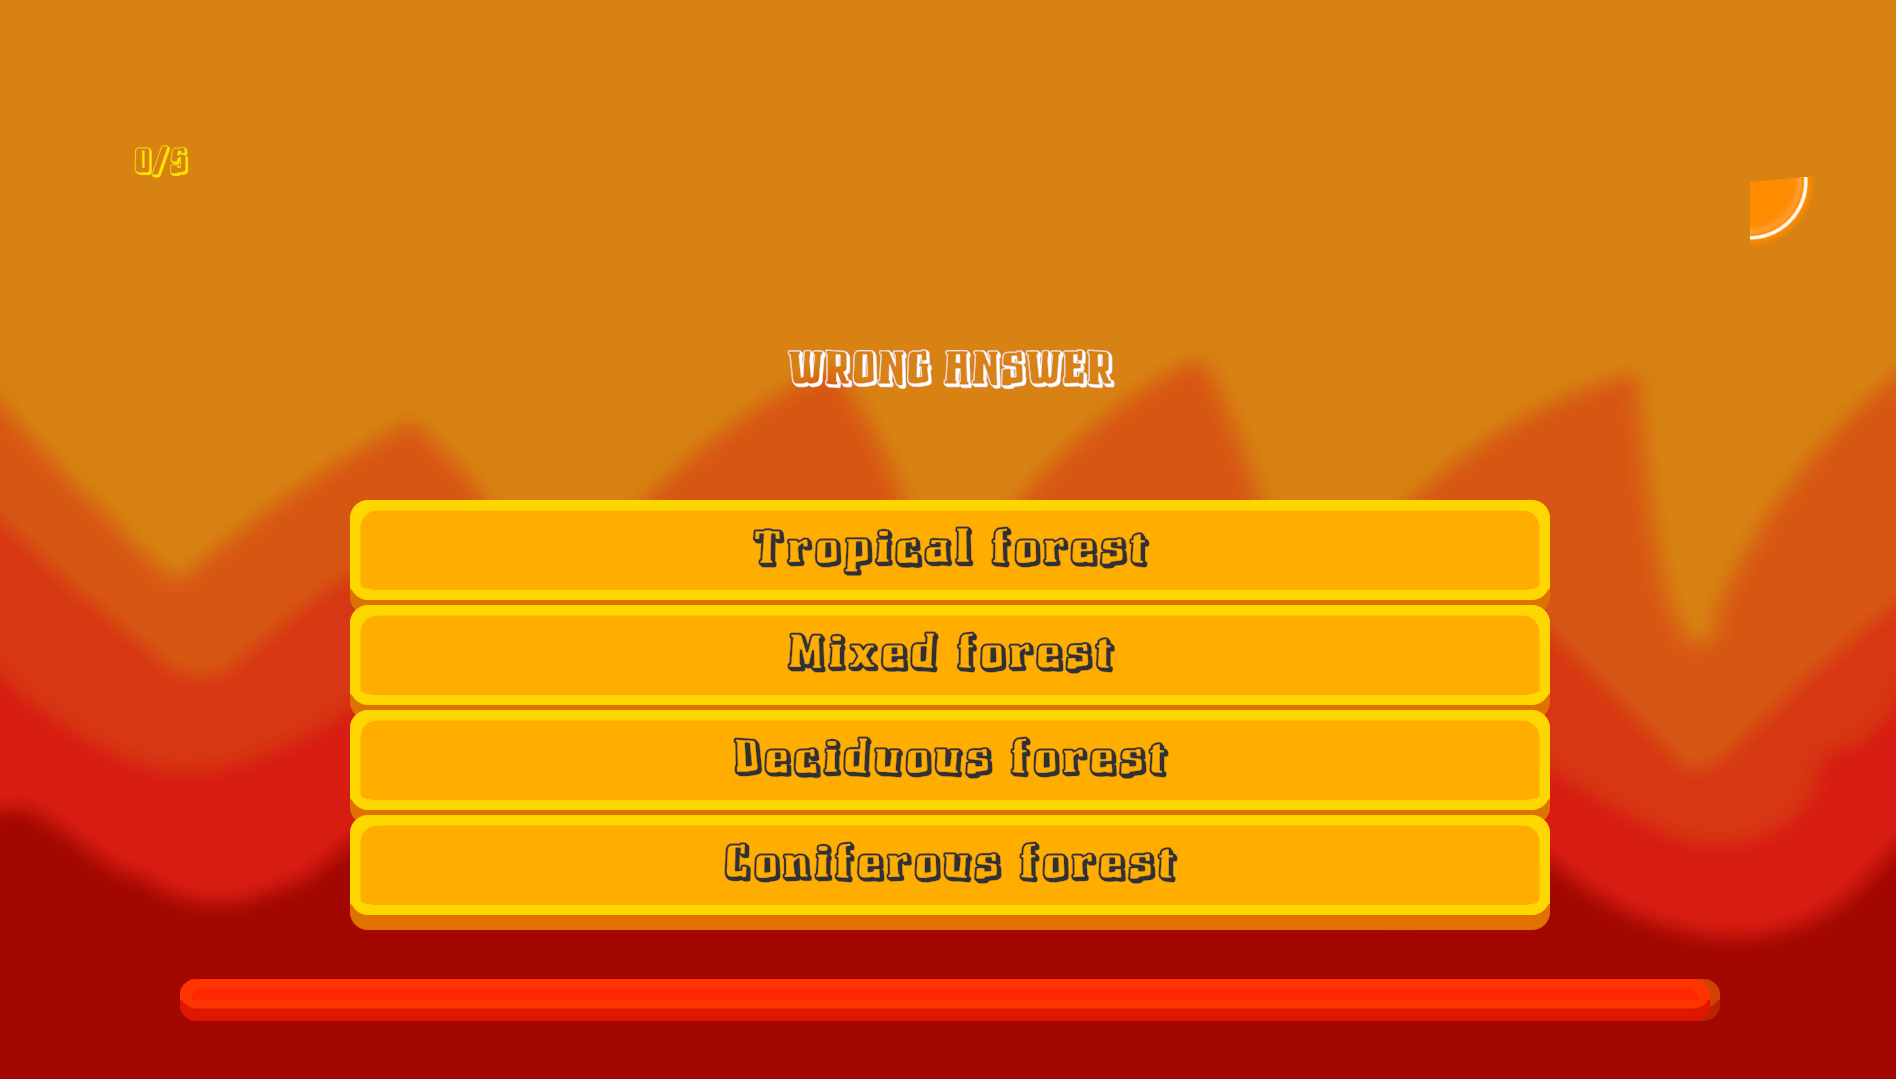 0/5
WRONG ANSWER
Tropical forest
Mixed forest
Deciduous forest
Coniferous forest